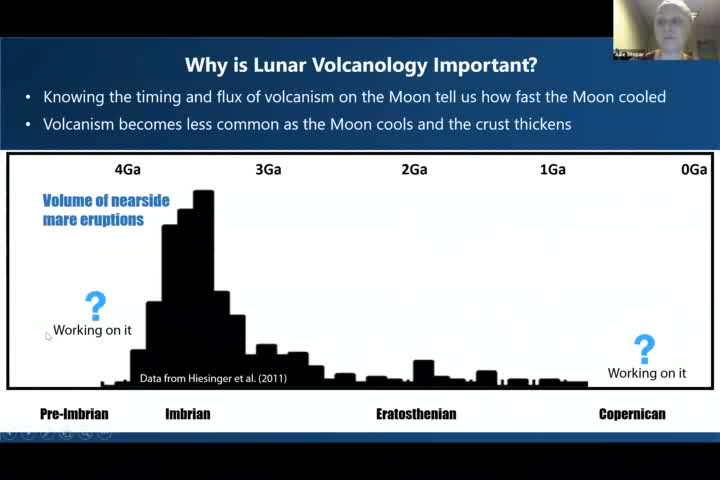 Julie Stopar
Why is Lunar Volcanology Important?
• Knowing the timing and flux of volcanism on the Moon tell us how fast the Moon cooled
• Volcanism becomes less common as the Moon cools and the crust thickens
4Ga 3Ga 2Ga 1Ga 0Ga
Volume of nearside
mare eruptions
?
Working on it
?
Working on it
Data from Hiesinger et al. (2011)
Pre-Imbrian Imbrian Eratosthenian Copernican